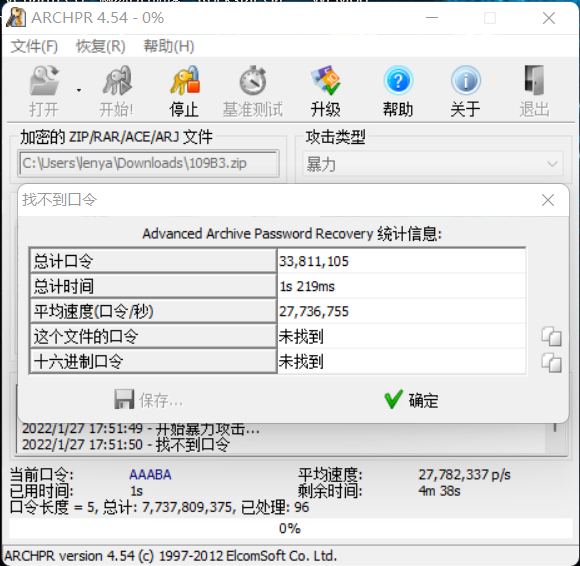 ARCHPR 4.54 - 0%
文件(F) 恢复(R) 帮助(H)
打开 开始! 停止 基准测试 升级 帮助 关于 退出
加密的 ZIP/RAR/ACE/ARJ 文件 攻击类型
C:\Users\lenya\Downloads\109B3.zip 暴力
找不到口令
Advanced Archive Password Recovery 统计信息:
总计口令 33,811,105
总计时间 1s 219ms
平均速度(口令/秒) 27,736,755
这个文件的口令 未找到
十六进制口令 未找到
保存... 确定
2022/1/27 17:51:49 - 开始暴力攻击...
2022/1/27 17:51:50 - 找不到口令
当前口令: AAABA 平均速度: 27,782,337 p/s
已用时间: 1s 剩余时间: 4m 38s
口令长度 = 5, 总计: 7,737,809,375, 已处理: 96
0%
ARCHPR version 4.54 (c) 1997-2012 ElcomSoft Co. Ltd.